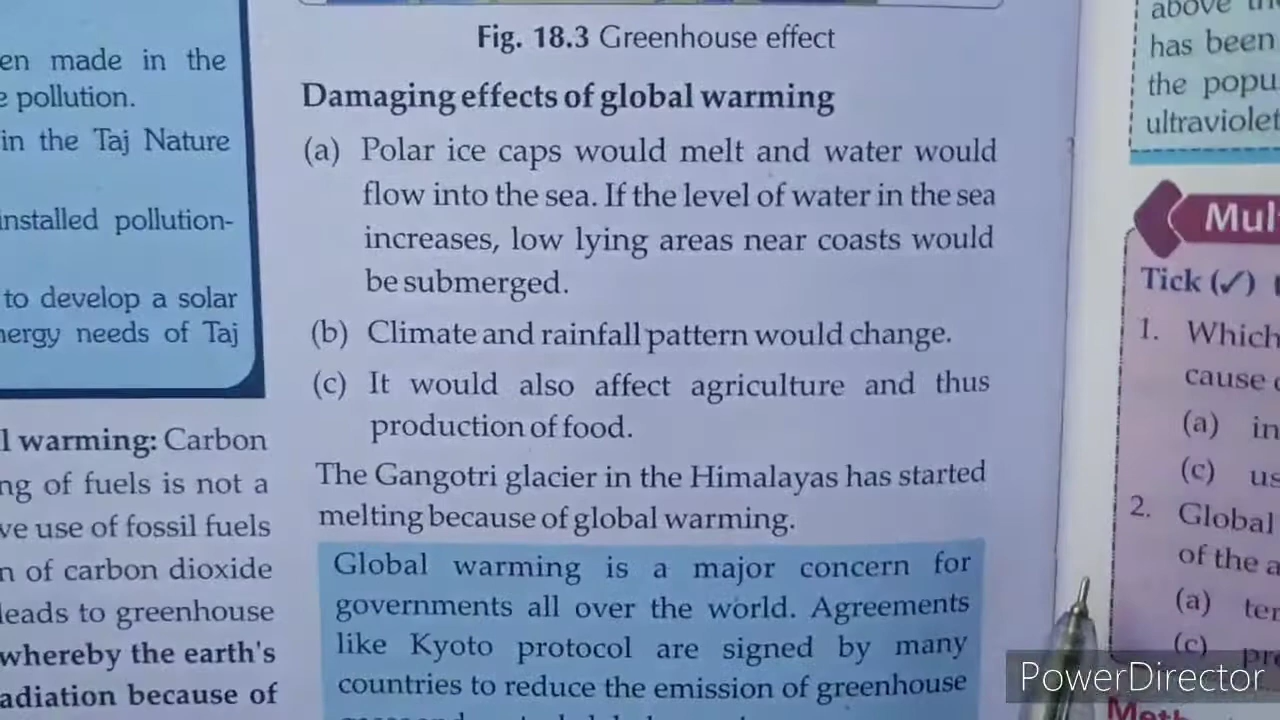 en made in the
e pollution.
in the Taj Nature
installed pollution-
to develop a solar
nergy needs of Taj
l warming: Carbon
ng of fuels is not a
ve use of fossil fuels
n of carbon dioxide
leads to greenhouse
whereby the earth's
adiation because of
Fig. 18.3 Greenhouse effect
Damaging effects of global warming
(a) Polar ice caps would melt and water would
flow into the sea. If the level of water in the sea
increases, low lying areas near coasts would
be submerged.
(b) Climate and rainfall pattern would change.
(c) It would also affect agriculture and thus
production of food.
The Gangotri glacier in the Himalayas has started
melting because of global warming.
Global warming is a major concern for
governments all over the world. Agreements
like Kyoto protocol are signed by many
countries to reduce the emission of greenhouse
above
has been
the popu
ultraviolet
Mul
Tick (✓)
1. Which
cause
(a) in
(c) us
2. Global
of the a
(a) ter
(c) pr
PowerDirector